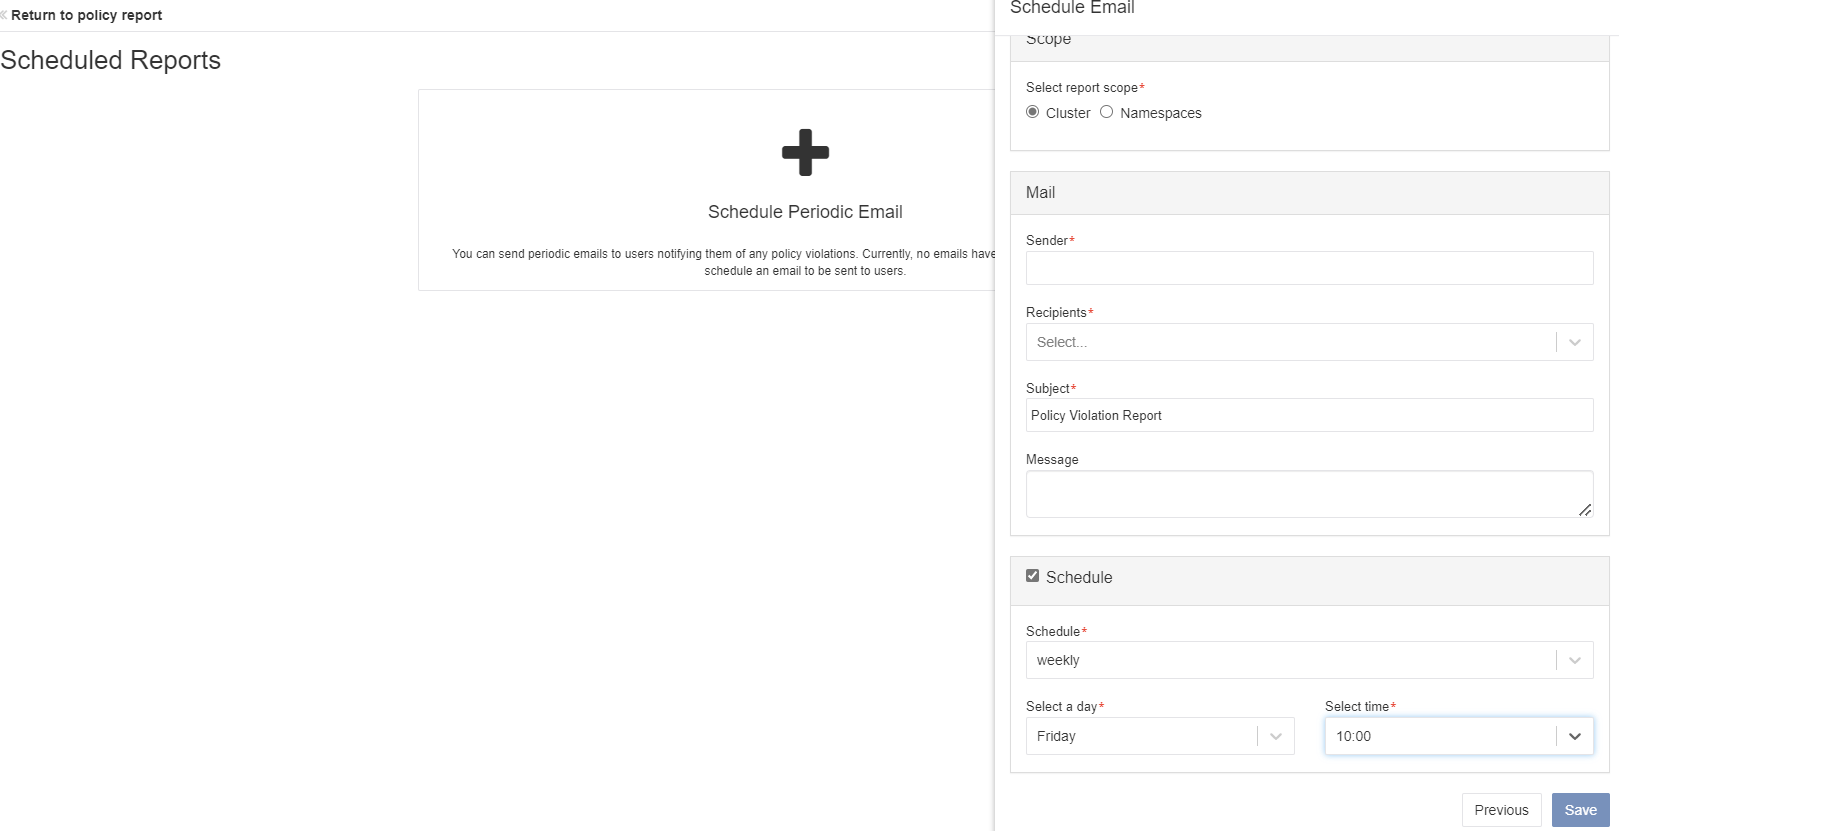 « Return to policy report
Scheduled Reports
Schedule Periodic Email
You can send periodic emails to users notifying them of any policy violations. Currently, no emails have
schedule an email to be sent to users.
Schedule Email
Scope
Select report scope*
Cluster Namespaces
Mail
Sender*
Recipients*
Select...
Subject*
Policy Violation Report
Message
Schedule
Schedule*
weekly
Select a day* Select time*
Friday 10:00
Previous Save